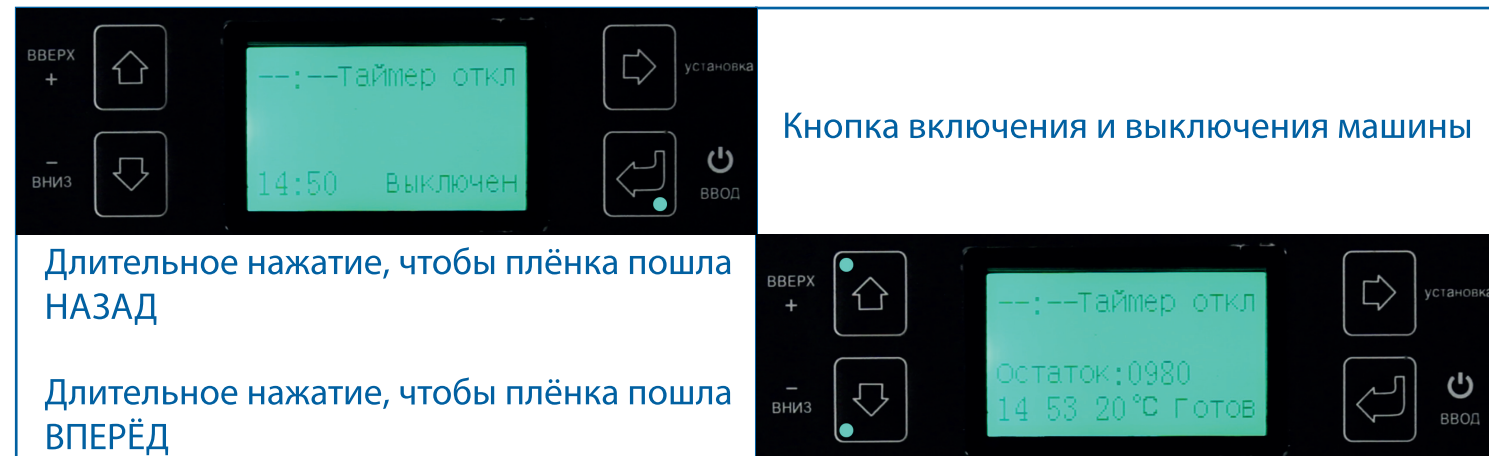 ВВЕРХ
+
--:--Таймер откл
установка
–
ВНИЗ
14:50 Выключен
ВВОД
Кнопка включения и выключения машины
Длительное нажатие, чтобы плёнка пошла
НАЗАД
Длительное нажатие, чтобы плёнка пошла
ВПЕРЁД
ВВЕРХ
+
--:--Таймер откл
установка
Остаток:0980
–
ВНИЗ
14 53 20°C Готов
ВВОД